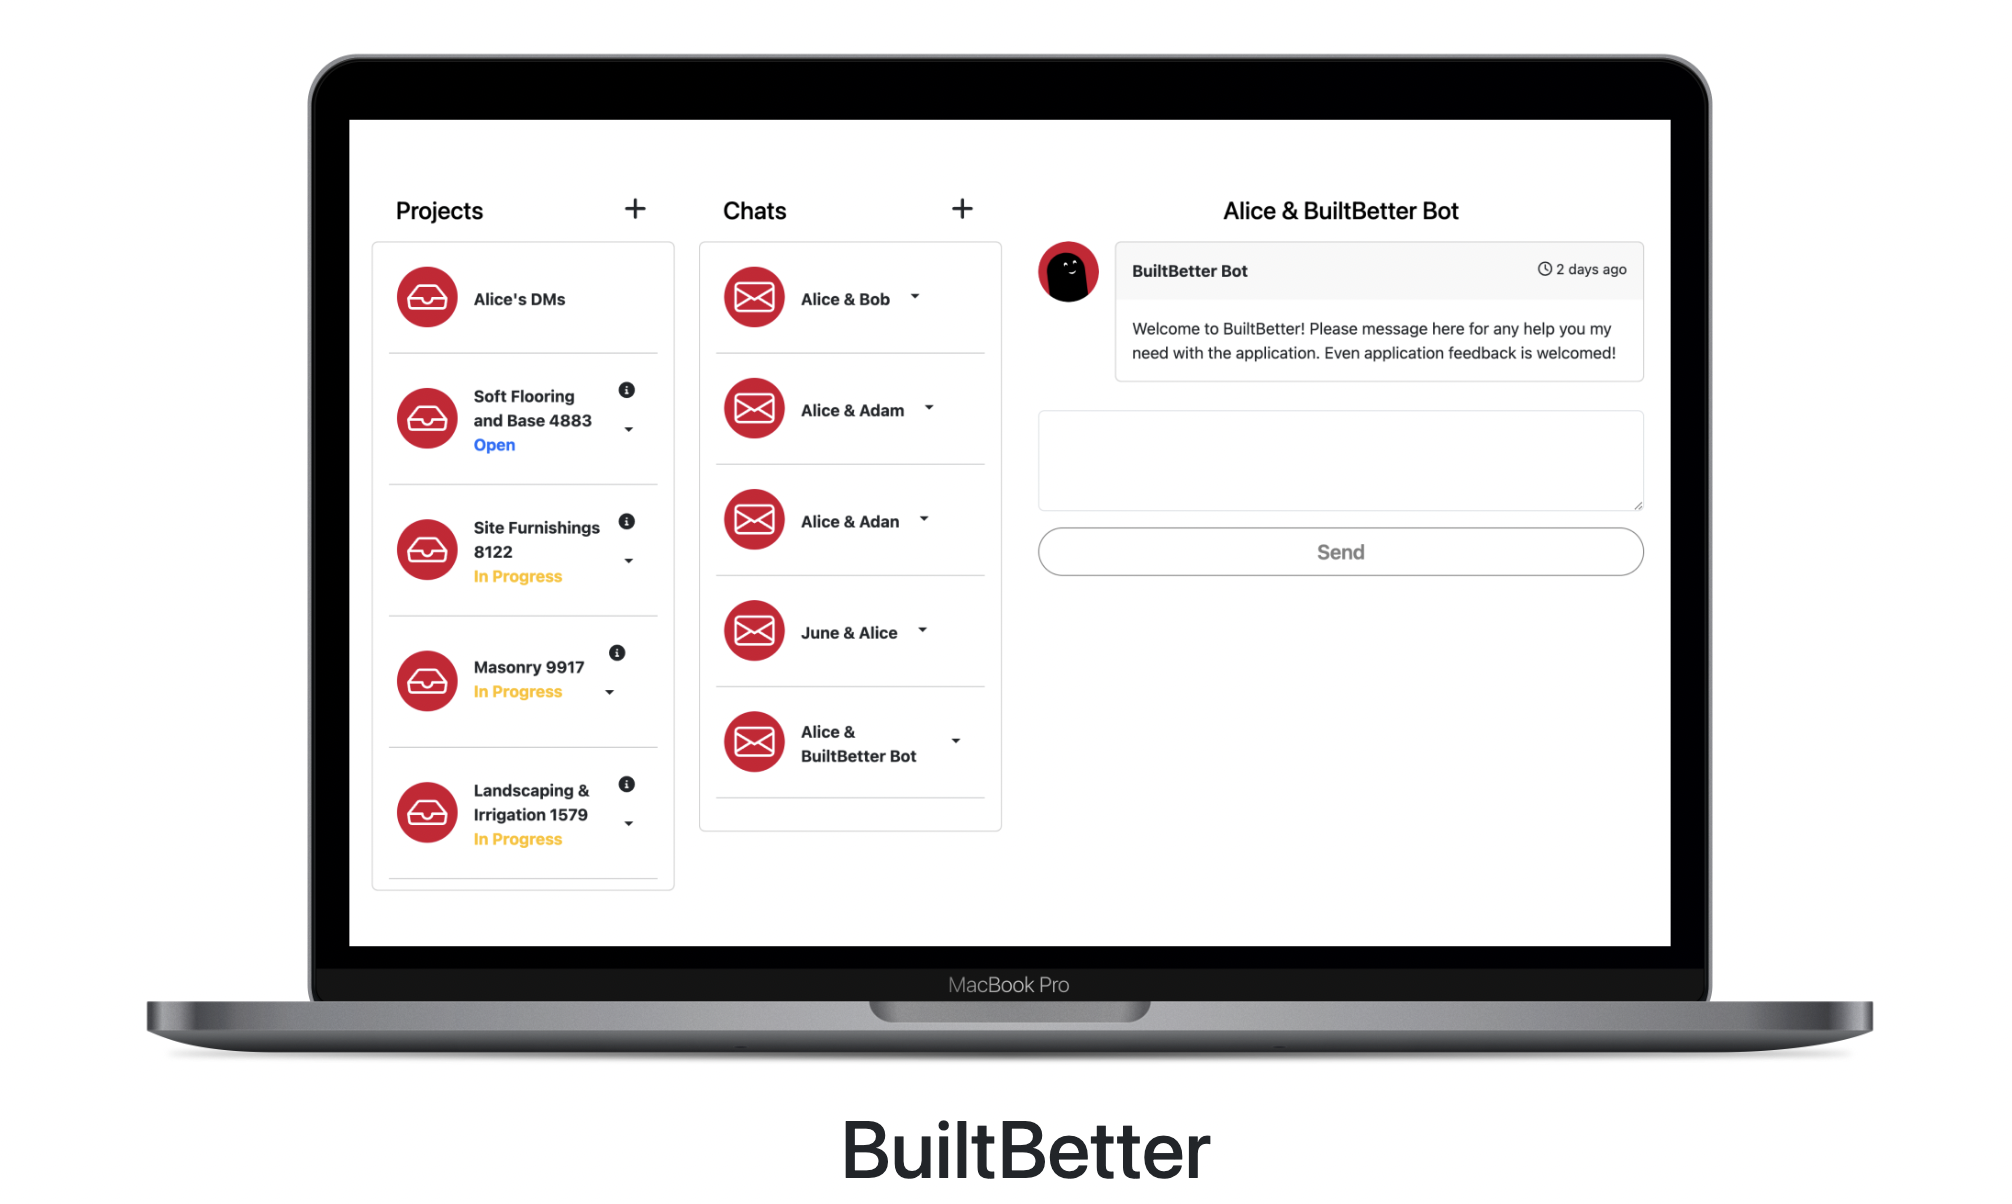 Projects
Alice's DMs
Soft Flooring
and Base 4883
Open
Site Furnishings
8122
In Progress
Masonry 9917
In Progress
Landscaping &
Irrigation 1579
In Progress
Chats
Alice & Bob
Alice & Adam
Alice & Adan
June & Alice
Alice &
BuiltBetter Bot
Alice & BuiltBetter Bot
BuiltBetter Bot
2 days ago
Welcome to BuiltBetter! Please message here for any help you my
need with the application. Even application feedback is welcomed!
Send
MacBook Pro
BuiltBetter